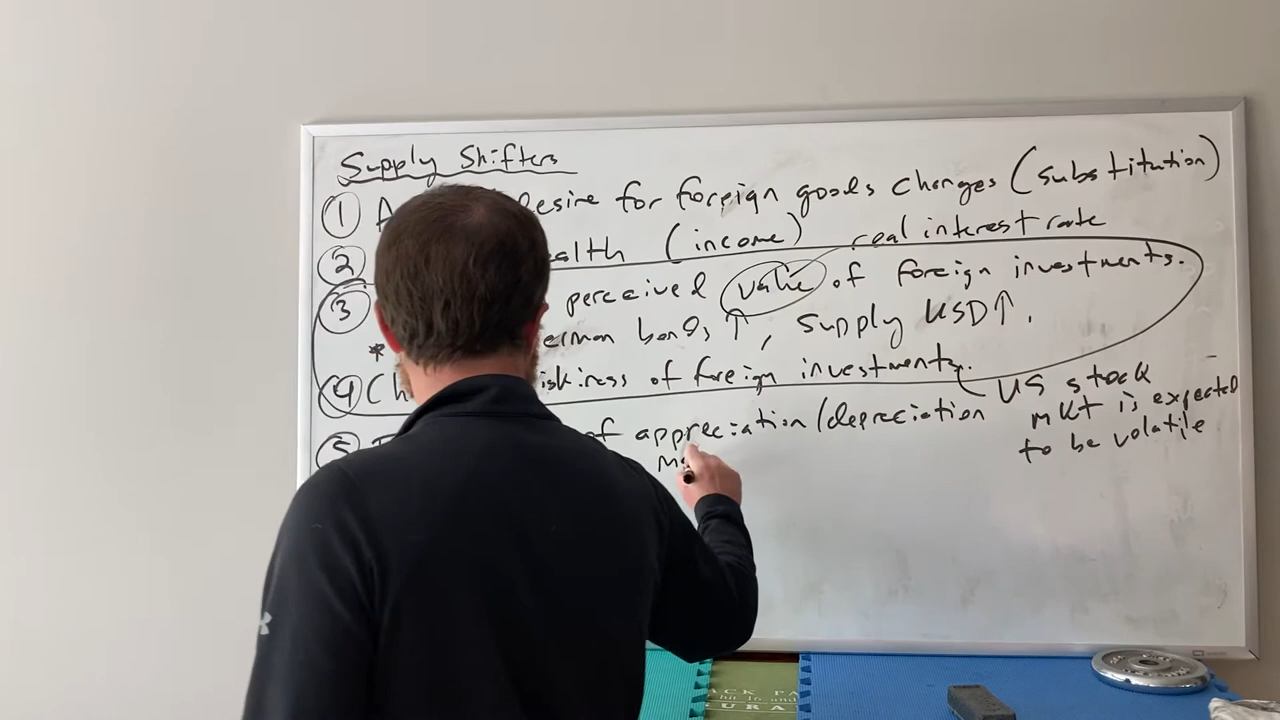 Supply Shifters
① A desire for foreign goods changes (substitution)
② alth (income) real interest rate
③ perceived value of foreign investments.
* erman bonds ↑, supply USD ↑.
④ Ch iskiness of foreign investments.
US stock
mkt is expected
to be volatile
⑤ of appreciation/depreciation